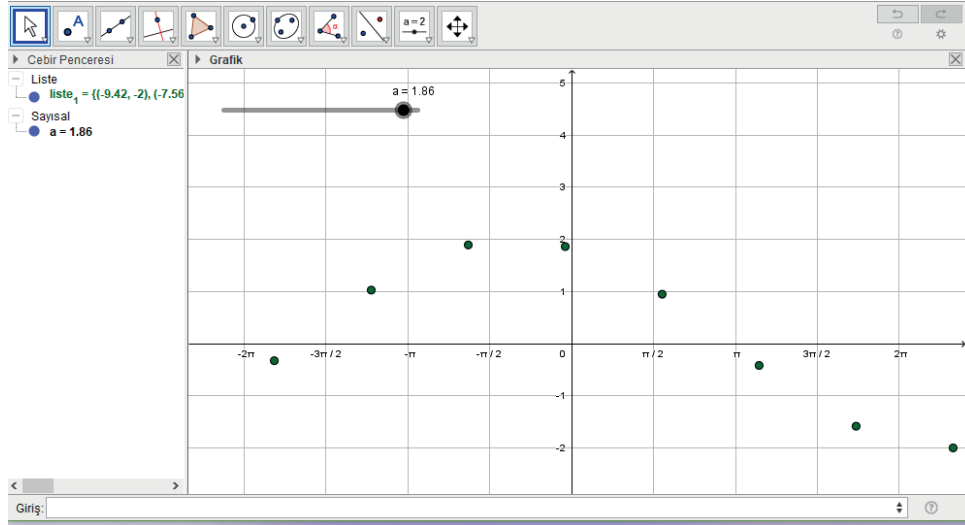 A
α
a = 2
Cebir Penceresi
Grafik
Liste
liste1 = {(-9.42, -2), (-7.56
Sayısal
a = 1.86
a = 1.86
5
4
3
2
1
-2π -3π / 2 -π -π / 2 0 π / 2 π 3π / 2 2π
-1
-2
Giriş: